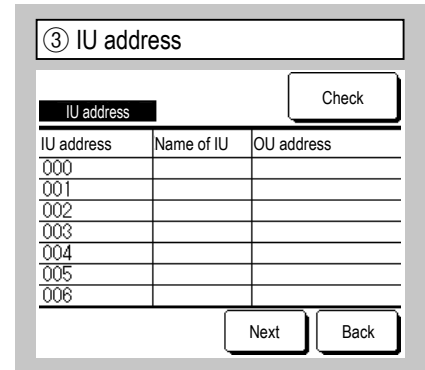 ③ IU address
Check
IU address
IU address Name of IU OU address
000
001
002
003
004
005
006
Next Back